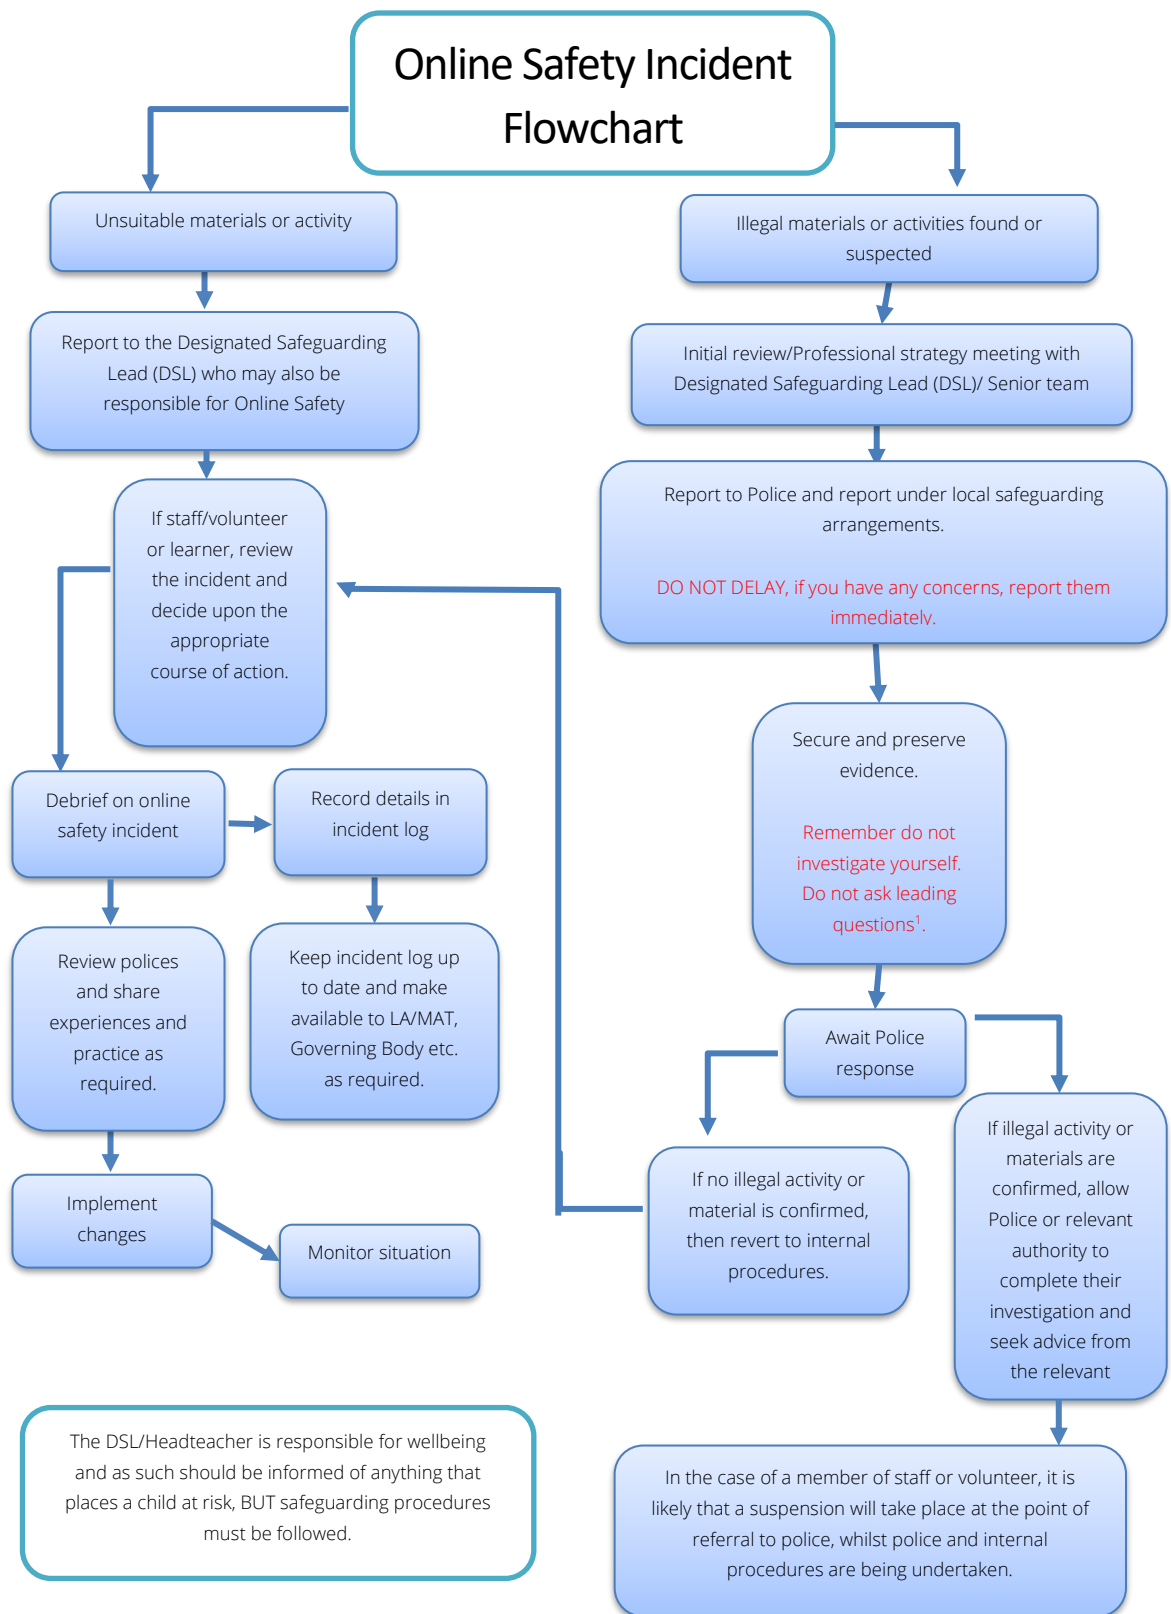 Online Safety Incident
Flowchart
Unsuitable materials or activity
Report to the Designated Safeguarding
Lead (DSL) who may also be
responsible for Online Safety
If staff/volunteer
or learner, review
the incident and
decide upon the
appropriate
course of action.
Debrief on online
safety incident
Record details in
incident log
Review polices
and share
experiences and
practice as
required.
Keep incident log up
to date and make
available to LA/MAT,
Governing Body etc.
as required.
Implement
changes
Monitor situation
Illegal materials or activities found or
suspected
Initial review/Professional strategy meeting with
Designated Safeguarding Lead (DSL)/ Senior team
Report to Police and report under local safeguarding
arrangements.
DO NOT DELAY, if you have any concerns, report them
immediately.
Secure and preserve
evidence.
Remember do not
investigate yourself.
Do not ask leading
questions¹.
Await Police
response
If no illegal activity or
material is confirmed,
then revert to internal
procedures.
If illegal activity or
materials are
confirmed, allow
Police or relevant
authority to
complete their
investigation and
seek advice from
the relevant
In the case of a member of staff or volunteer, it is
likely that a suspension will take place at the point of
referral to police, whilst police and internal
procedures are being undertaken.
The DSL/Headteacher is responsible for wellbeing
and as such should be informed of anything that
places a child at risk, BUT safeguarding procedures
must be followed.